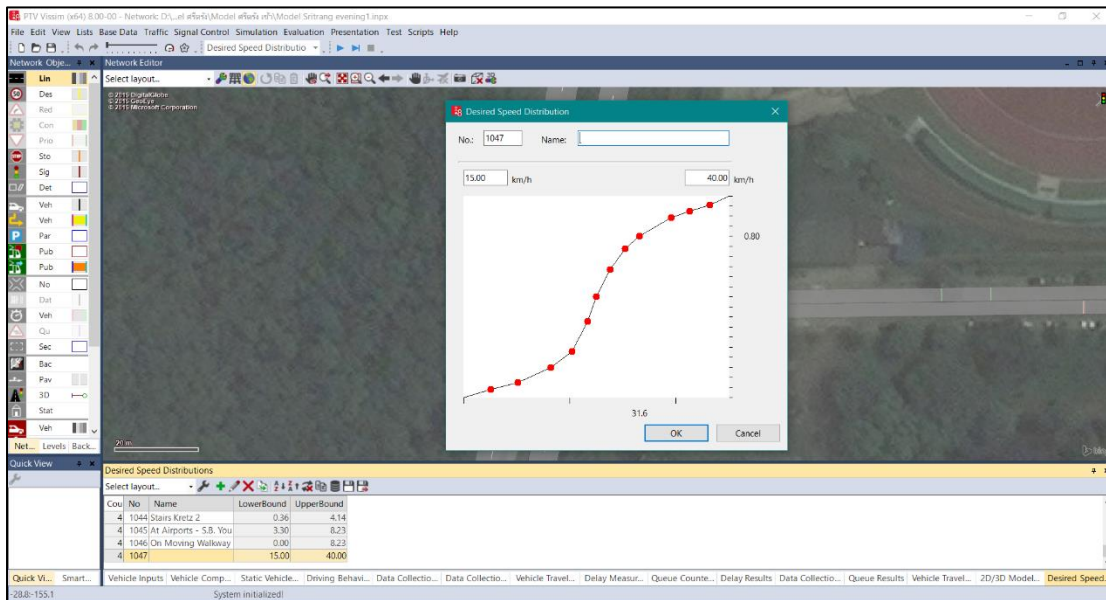 PTV Vissim (x64) 8.00-00 - Network: D:\...el ศรีตรัง\Model ศรีตรัง เช้า\Model Sritrang evening1.inpx
File Edit View Lists Base Data Traffic Signal Control Simulation Evaluation Presentation Test Scripts Help
Desired Speed Distributio
Network Obje...
Network Editor
Select layout...
Lin
Des
Red
Con
Prio
Sto
Sig
Det
Veh
Veh
Par
Pub
Pub
No
Dat
Veh
Qu
Sec
Bac
Pav
3D
Stat
Veh
Net... Levels Back...
© 2015 DigitalGlobe
© 2015 GeoEye
© 2015 Microsoft Corporation
20 m
Desired Speed Distribution
No.: 1047 Name:
15.00 km/h 40.00 km/h
0.80
31.6
OK Cancel
bing
Quick View
Desired Speed Distributions
Select layout...
Cou No Name LowerBound UpperBound
4 1044 Stairs Kretz 2 0.36 4.14
4 1045 At Airports - S.B. You 3.30 8.23
4 1046 On Moving Walkway 0.00 8.23
4 1047 15.00 40.00
Quick Vi... Smart...
Vehicle Inputs Vehicle Comp... Static Vehicle... Driving Behavi... Data Collectio... Data Collectio... Vehicle Travel... Delay Measur... Queue Counte... Delay Results Data Collectio... Queue Results Vehicle Travel... 2D/3D Model... Desired Speed...
-28.8:-155.1 System initialized!